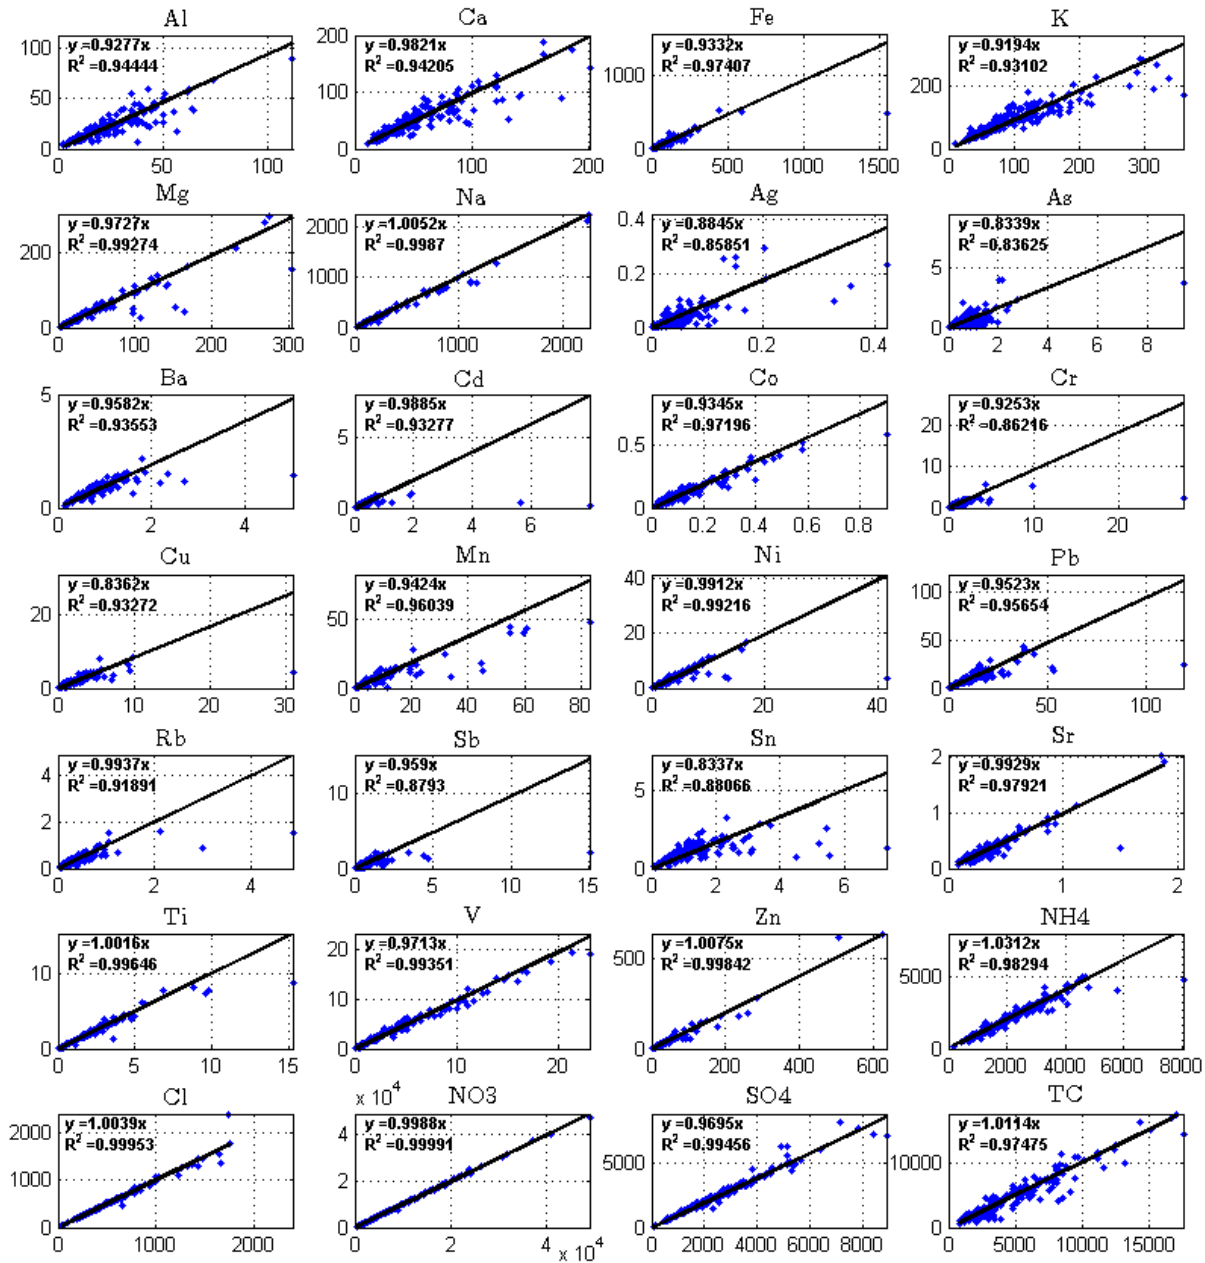 Al Ca Fe K
y =0.9277x y =0.9821x y =0.9332x y =0.9194x
R² =0.94444 R² =0.94205 R² =0.97407 R² =0.93102
100 200 1000 200
50 100
0 0 0 0
0 50 100 0 100 200 0 500 1000 1500 0 100 200 300
Mg Na Ag As
y =0.9727x y =1.0052x y =0.8845x y =0.8339x
R² =0.99274 R² =0.9987 R² =0.85851 R² =0.83625
200 2000 0.4 5
1000 0.2
0 0 0 0
0 100 200 300 0 1000 2000 0 0.2 0.4 0 2 4 6 8
Ba Cd Co Cr
y =0.9582x y =0.9885x y =0.9345x y =0.9253x
R² =0.93553 R² =0.93277 R² =0.97196 R² =0.86216
5 5 0.5 20
10
0 0 0 0
0 2 4 0 2 4 6 8 0 0.2 0.4 0.6 0.8 0 10 20
Cu Mn Ni Pb
y =0.8362x y =0.9424x y =0.9912x y =0.9523x
R² =0.93272 R² =0.96039 R² =0.99216 R² =0.95654
20 50 40 100
20 50
0 0 0 0
0 10 20 30 0 20 40 60 80 0 20 40 0 50 100
Rb Sb Sn Sr
y =0.9937x y =0.959x y =0.8337x y =0.9929x
R² =0.91891 R² =0.8793 R² =0.88066 R² =0.97921
4 10 5 2
2 1
0 0 0 0
0 2 4 0 5 10 15 0 2 4 6 0 1 2
Ti V Zn NH4
y =1.0016x y =0.9713x y =1.0075x y =1.0312x
R² =0.99646 R² =0.99351 R² =0.99842 R² =0.98294
10 20 500 5000
10
0 0 0 0
0 5 10 15 0 10 20 0 200 400 600 0 2000 4000 6000 8000
Cl x 10⁴ NO3 SO4 TC
y =1.0039x y =0.9988x y =0.9695x y =1.0114x
R² =0.99953 R² =0.99991 R² =0.99456 R² =0.97475
2000 4 5000 10000
1000 2
0 0 0 0
0 1000 2000 0 2 4 0 2000 4000 6000 8000 0 5000 10000 15000
x 10⁴